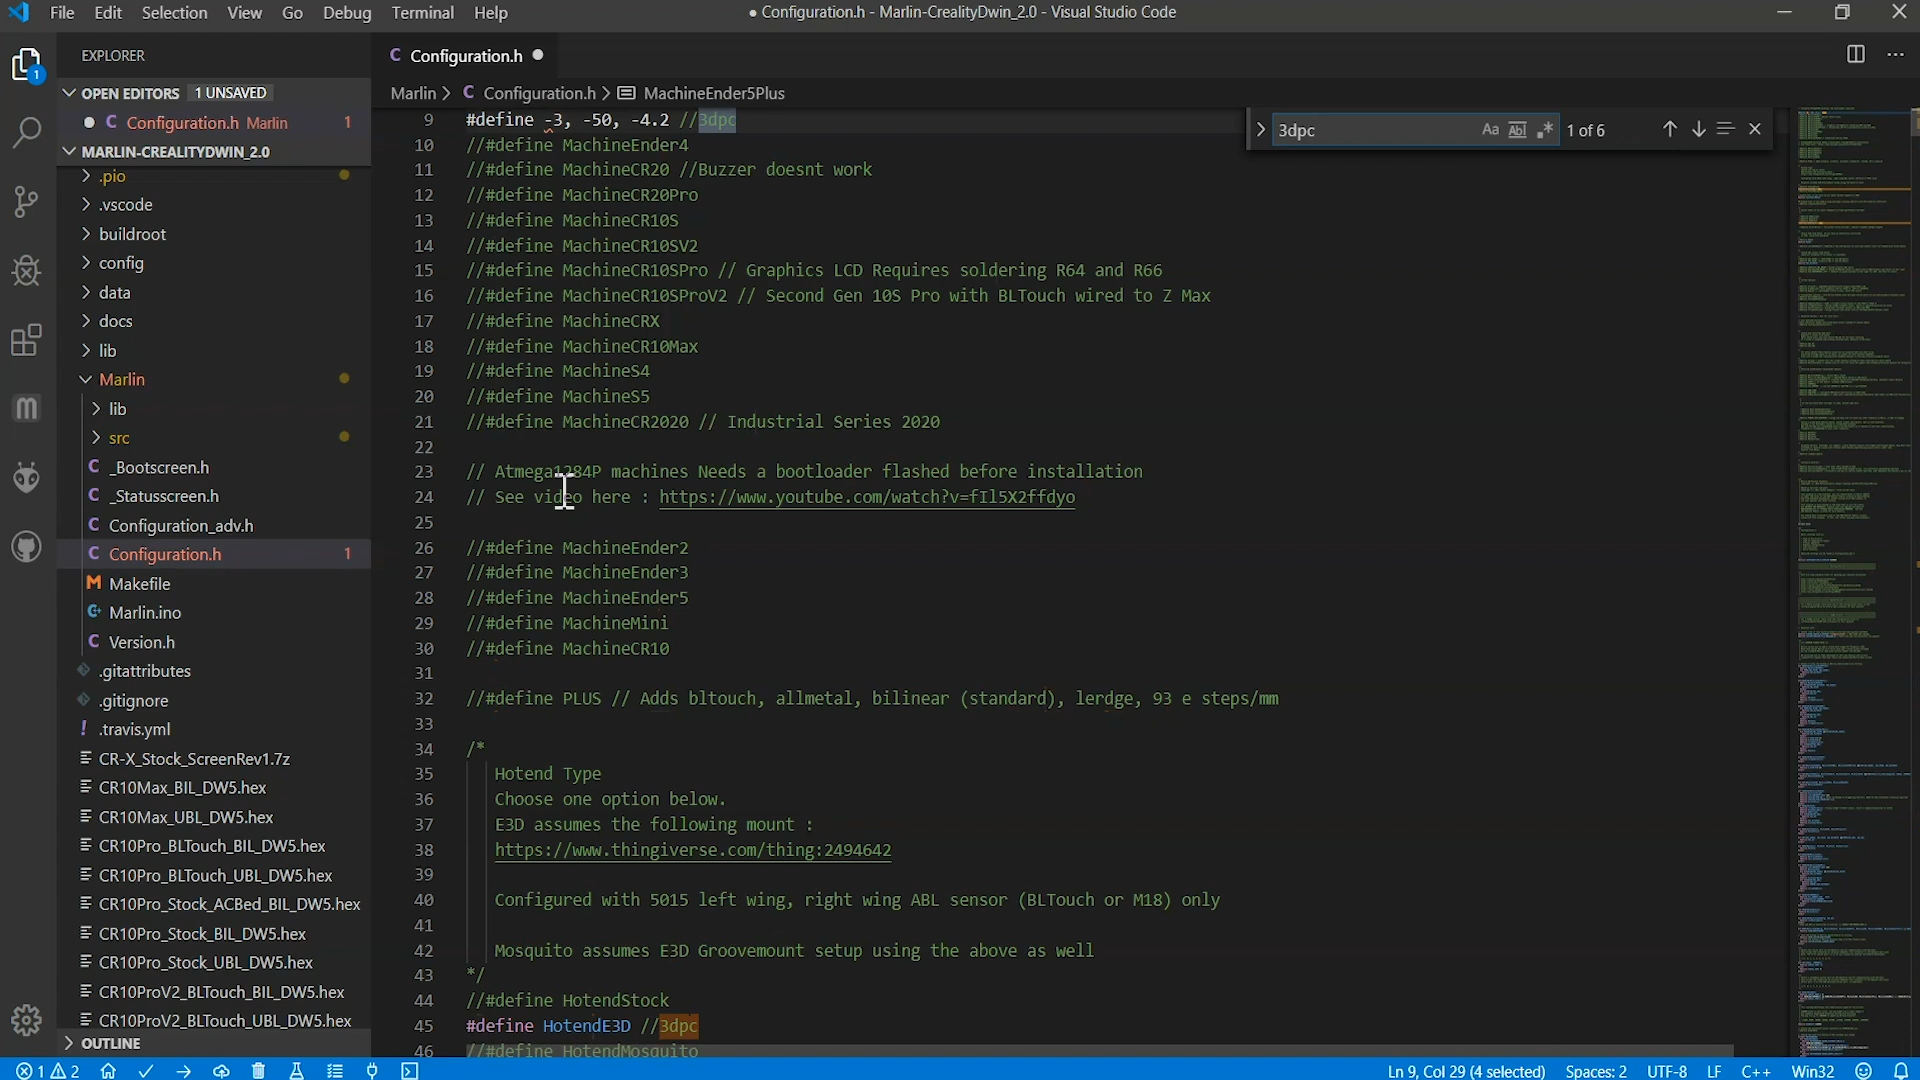 File Edit Selection View Go Debug Terminal Help
● Configuration.h - Marlin-CrealityDwin_2.0 - Visual Studio Code
EXPLORER
C Configuration.h ●
OPEN EDITORS 1 UNSAVED
Marlin > C Configuration.h > MachineEnder5Plus
● C Configuration.h Marlin 1
MARLIN-CREALITYDWIN_2.0
> .pio
> .vscode
> buildroot
> config
> data
> docs
> lib
Marlin
> lib
> src
C _Bootscreen.h
C _Statusscreen.h
C Configuration_adv.h
C Configuration.h 1
M Makefile
Marlin.ino
C Version.h
.gitattributes
.gitignore
! .travis.yml
CR-X_Stock_ScreenRev1.7z
CR10Max_BIL_DW5.hex
CR10Max_UBL_DW5.hex
CR10Pro_BLTouch_BIL_DW5.hex
CR10Pro_BLTouch_UBL_DW5.hex
CR10Pro_Stock_ACBed_BIL_DW5.hex
CR10Pro_Stock_BIL_DW5.hex
CR10Pro_Stock_UBL_DW5.hex
CR10ProV2_BLTouch_BIL_DW5.hex
CR10ProV2_BLTouch_UBL_DW5.hex
> OUTLINE
3dpc Aa Abl .* 1 of 6
9 #define -3, -50, -4.2 //3dpc
10 //#define MachineEnder4
11 //#define MachineCR20 //Buzzer doesnt work
12 //#define MachineCR20Pro
13 //#define MachineCR10S
14 //#define MachineCR10SV2
15 //#define MachineCR10SPro // Graphics LCD Requires soldering R64 and R66
16 //#define MachineCR10SProV2 // Second Gen 10S Pro with BLTouch wired to Z Max
17 //#define MachineCRX
18 //#define MachineCR10Max
19 //#define MachineS4
20 //#define MachineS5
21 //#define MachineCR2020 // Industrial Series 2020
22
23 // Atmega1284P machines Needs a bootloader flashed before installation
24 // See video here : https://www.youtube.com/watch?v=fIl5X2ffdyo
25
26 //#define MachineEnder2
27 //#define MachineEnder3
28 //#define MachineEnder5
29 //#define MachineMini
30 //#define MachineCR10
31
32 //#define PLUS // Adds bltouch, allmetal, bilinear (standard), lerdge, 93 e steps/mm
33
34 /*
35 Hotend Type
36 Choose one option below.
37 E3D assumes the following mount :
38 https://www.thingiverse.com/thing:2494642
39
40 Configured with 5015 left wing, right wing ABL sensor (BLTouch or M18) only
41
42 Mosquito assumes E3D Groovemount setup using the above as well
43 */
44 //#define HotendStock
45 #define HotendE3D //3dpc
46 //#define HotendMosquito
1 2
Ln 9, Col 29 (4 selected) Spaces: 2 UTF-8 LF C++ Win32